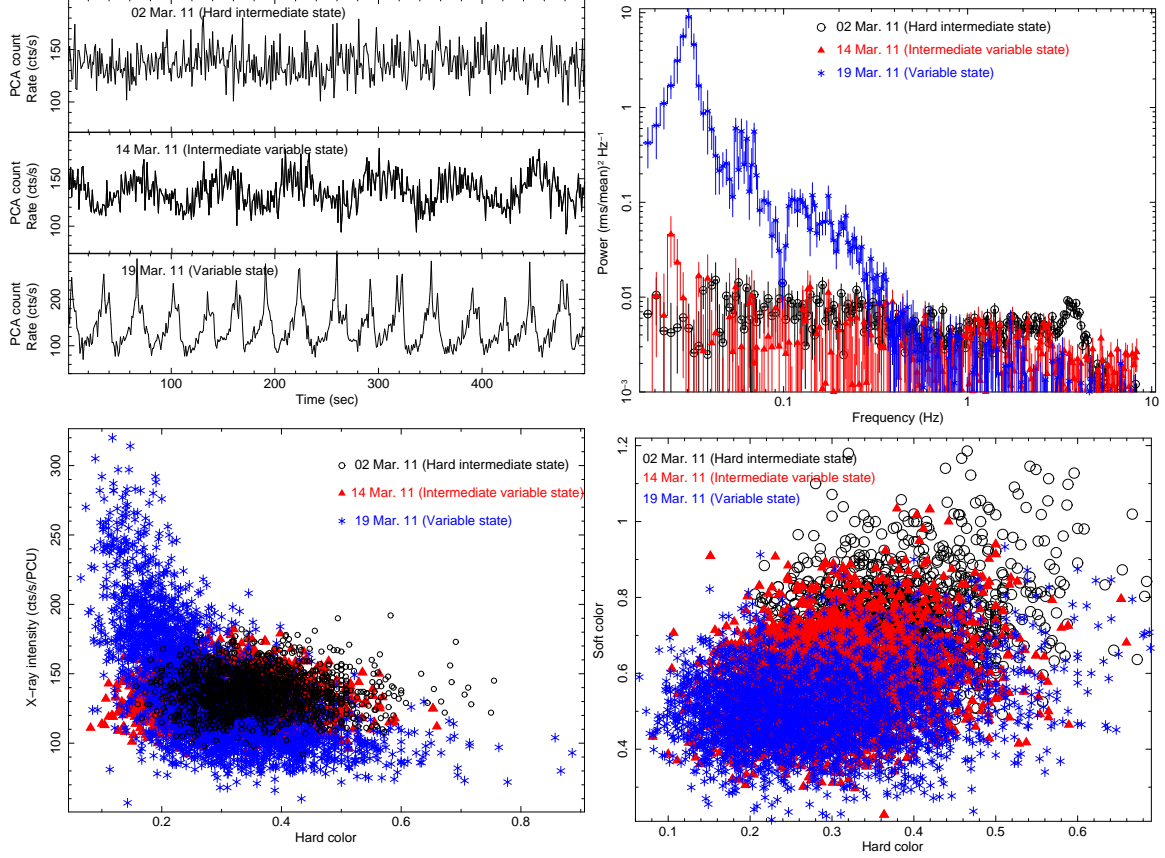 02 Mar. 11 (Hard intermediate state)
PCA count
Rate (cts/s)
100 150
14 Mar. 11 (Intermediate variable state)
PCA count
Rate (cts/s)
100 150
19 Mar. 11 (Variable state)
PCA count
Rate (cts/s)
100 200
100 200 300 400
Time (sec)
02 Mar. 11 (Hard intermediate state)
14 Mar. 11 (Intermediate variable state)
19 Mar. 11 (Variable state)
Power (rms/mean)² Hz⁻¹
10⁻³ 0.01 0.1 1 10
0.1 1 10
Frequency (Hz)
02 Mar. 11 (Hard intermediate state)
14 Mar. 11 (Intermediate variable state)
19 Mar. 11 (Variable state)
X−ray intensity (cts/s/PCU)
100 150 200 250 300
0.2 0.4 0.6 0.8
Hard color
02 Mar. 11 (Hard intermediate state)
14 Mar. 11 (Intermediate variable state)
19 Mar. 11 (Variable state)
Soft color
0.4 0.6 0.8 1 1.2
0.1 0.2 0.3 0.4 0.5 0.6
Hard color